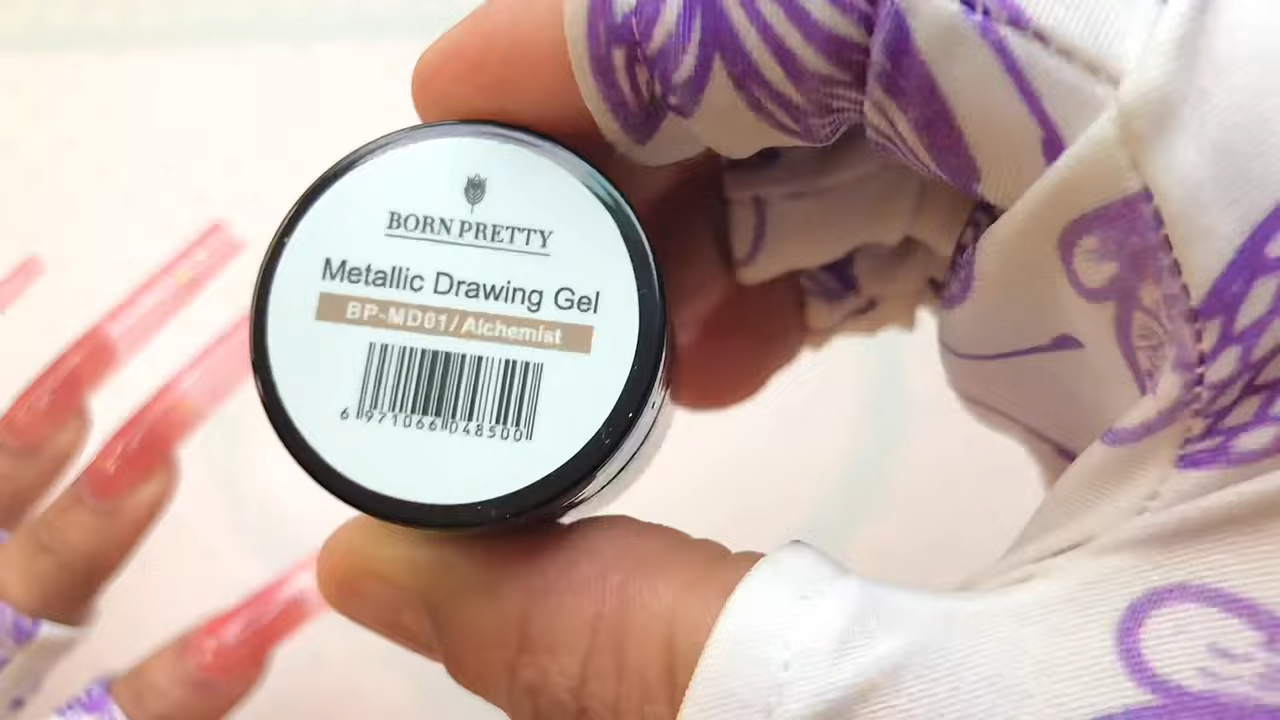 BORN PRETTY
Metallic Drawing Gel
BP-MD01/Alchemist
6 971066 048500